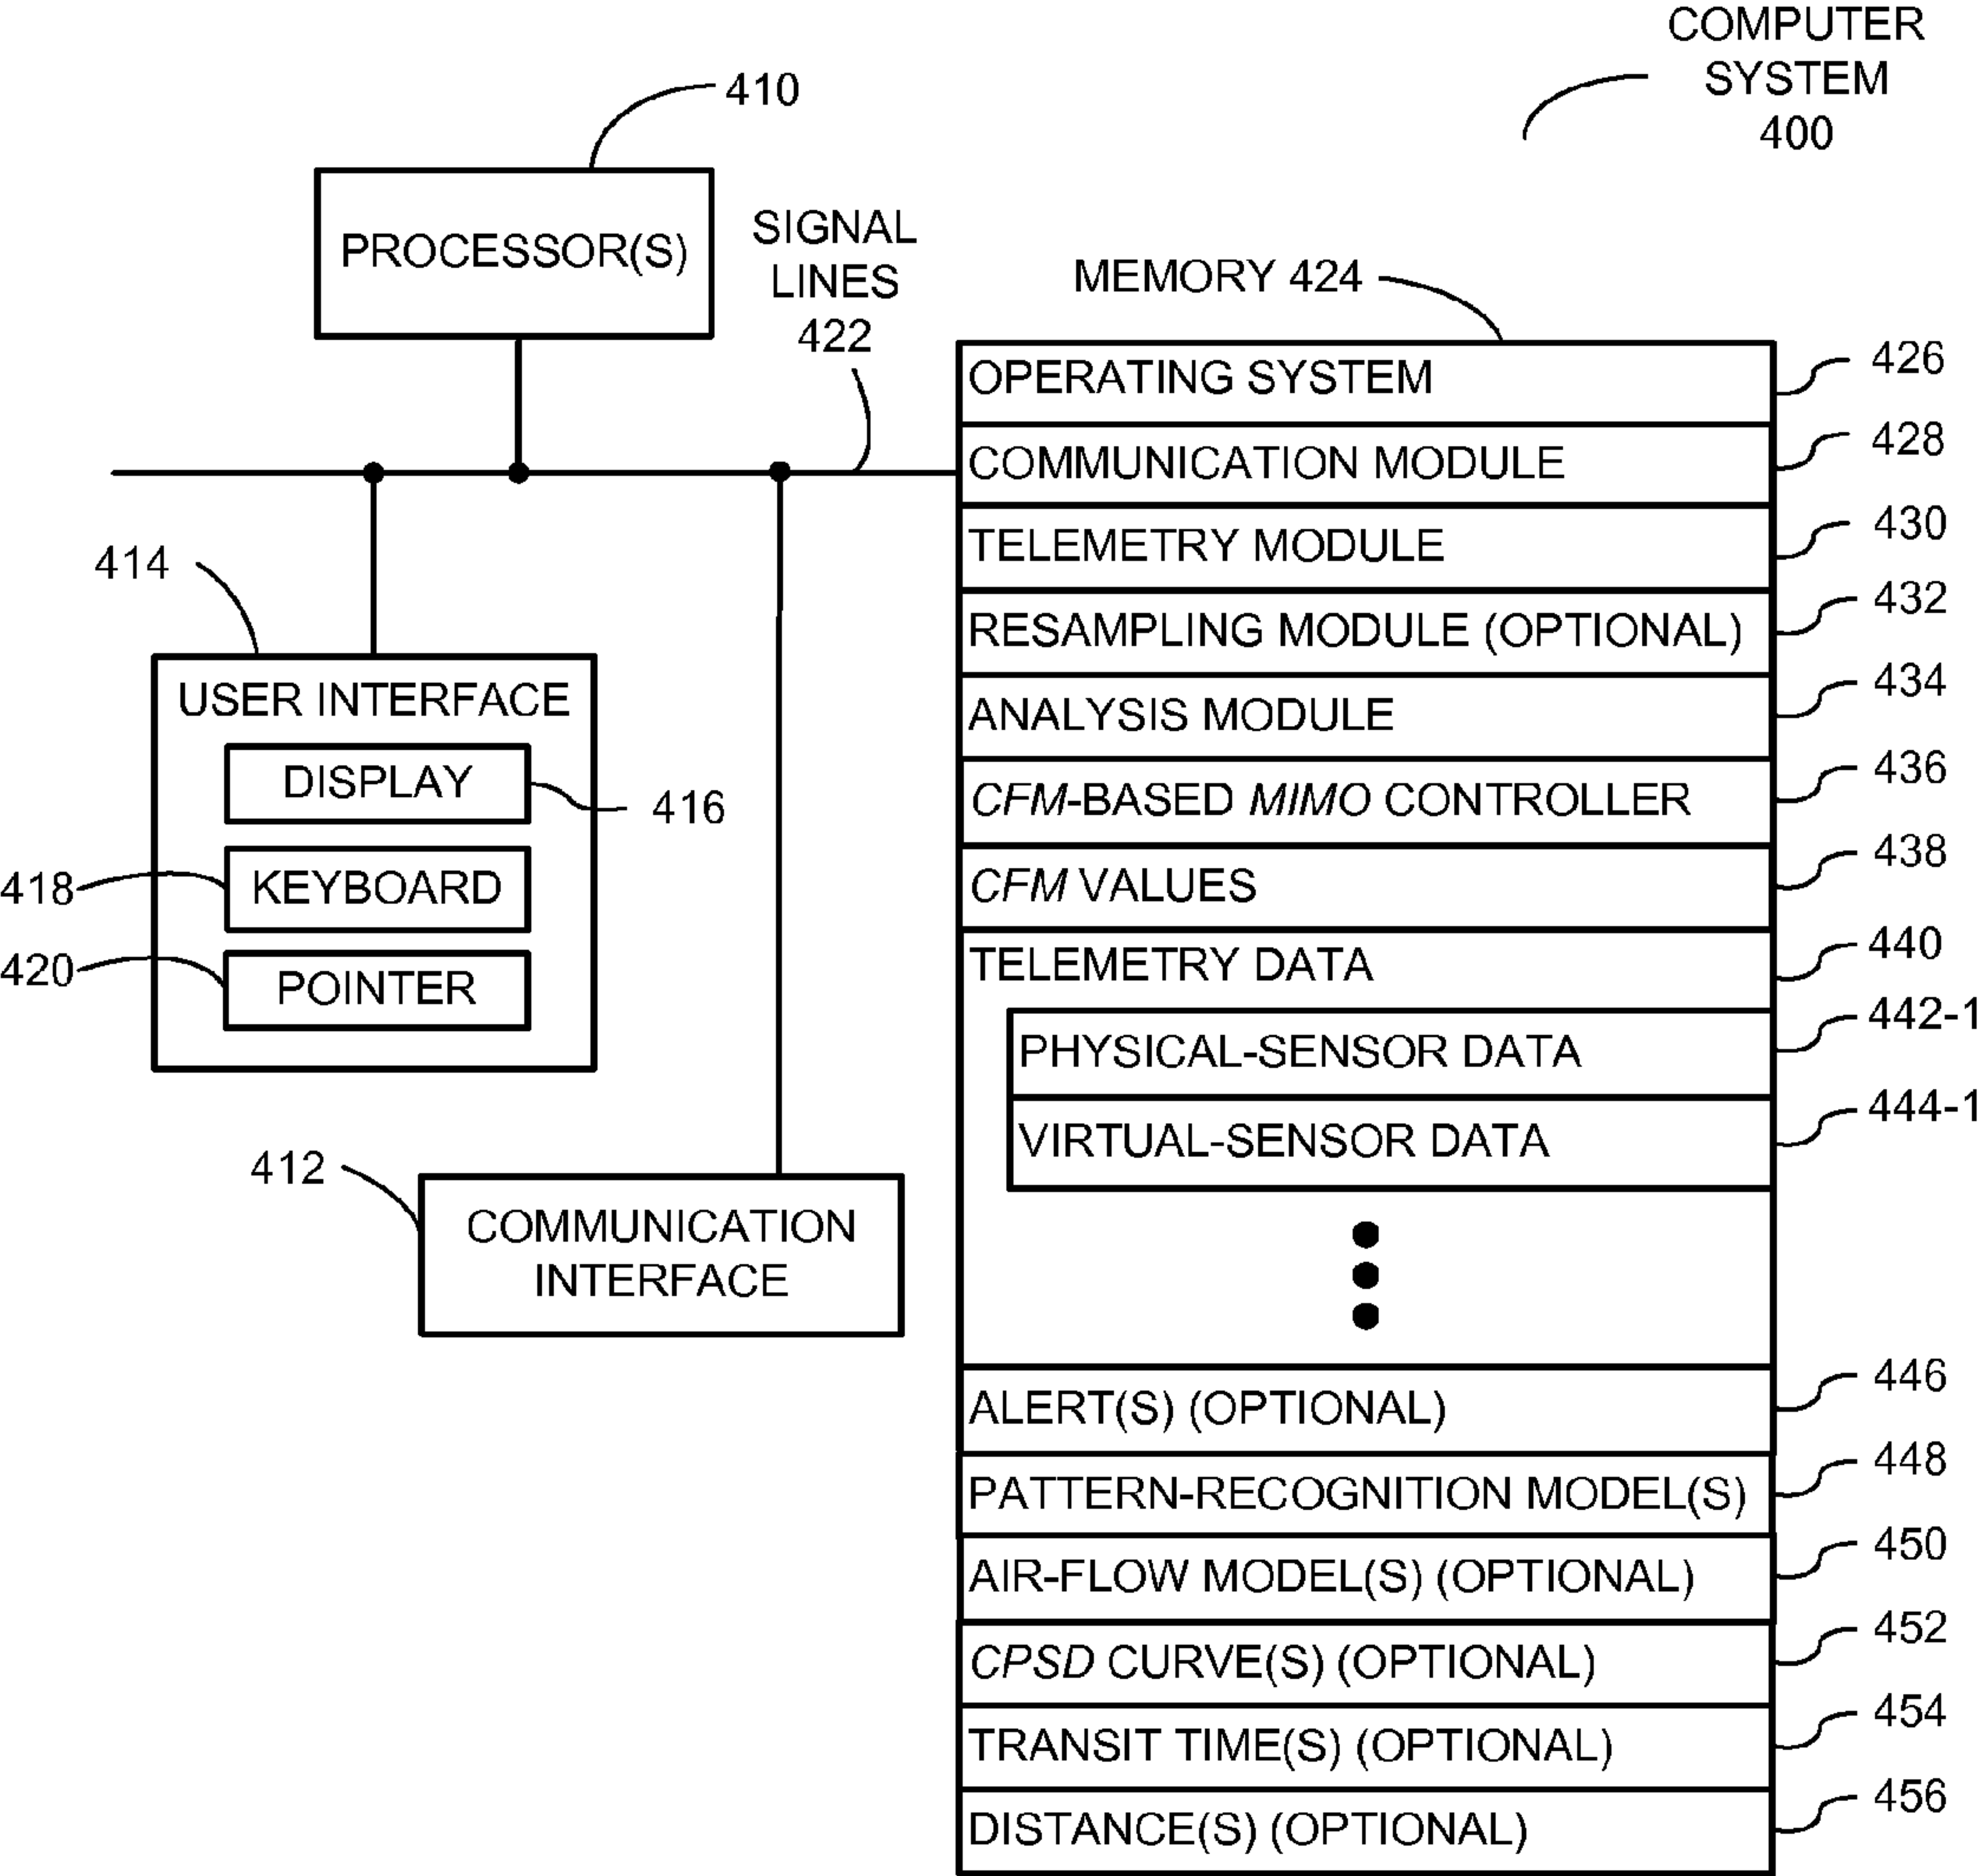 COMPUTER
SYSTEM
400
410
PROCESSOR(S)
SIGNAL
LINES
422
MEMORY 424
OPERATING SYSTEM
426
COMMUNICATION MODULE
428
TELEMETRY MODULE
430
RESAMPLING MODULE (OPTIONAL)
432
ANALYSIS MODULE
434
CFM-BASED MIMO CONTROLLER
436
CFM VALUES
438
TELEMETRY DATA
440
PHYSICAL-SENSOR DATA
442-1
VIRTUAL-SENSOR DATA
444-1
ALERT(S) (OPTIONAL)
446
PATTERN-RECOGNITION MODEL(S)
448
AIR-FLOW MODEL(S) (OPTIONAL)
450
CPSD CURVE(S) (OPTIONAL)
452
TRANSIT TIME(S) (OPTIONAL)
454
DISTANCE(S) (OPTIONAL)
456
414
USER INTERFACE
DISPLAY
416
418
KEYBOARD
420
POINTER
412
COMMUNICATION
INTERFACE